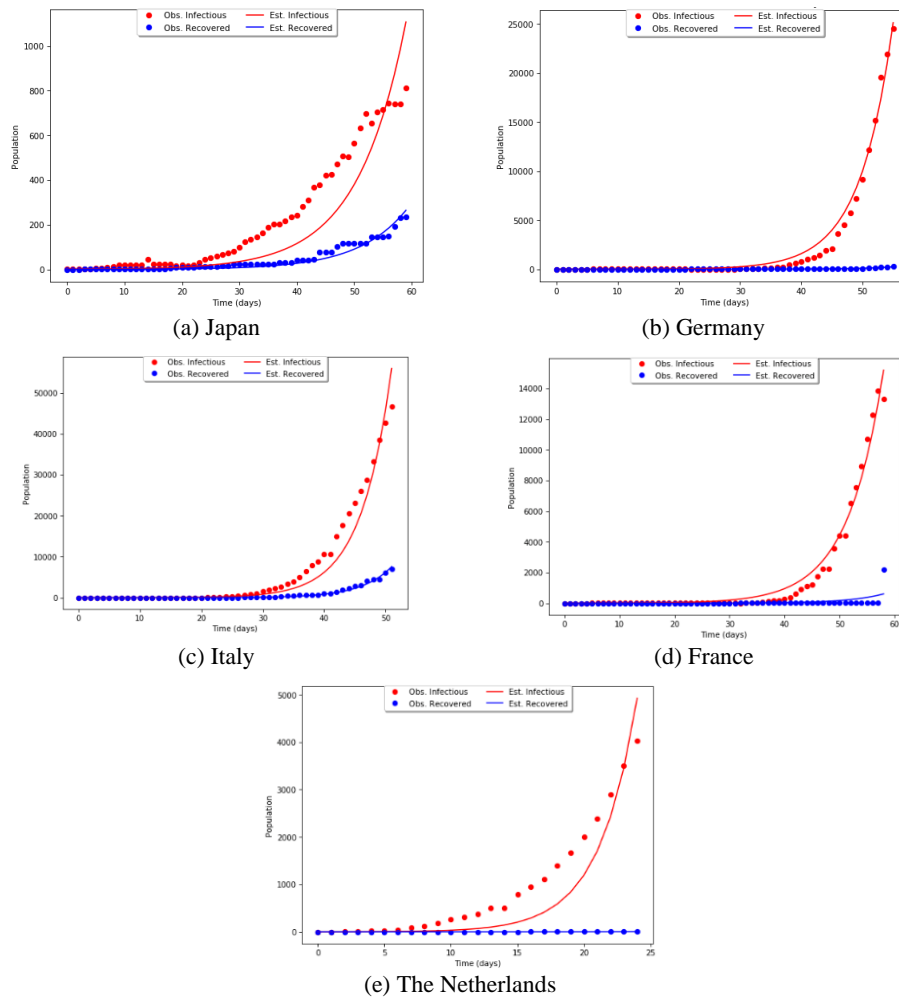 Obs. Infectious Est. Infectious
Obs. Recovered Est. Recovered
Population
1000
800
600
400
200
0
0 10 20 30 40 50 60
Time (days)
(a) Japan
Obs. Infectious Est. Infectious
Obs. Recovered Est. Recovered
Population
25000
20000
15000
10000
5000
0
0 10 20 30 40 50
Time (days)
(b) Germany
Obs. Infectious Est. Infectious
Obs. Recovered Est. Recovered
Population
50000
40000
30000
20000
10000
0
0 10 20 30 40 50
Time (days)
(c) Italy
Obs. Infectious Est. Infectious
Obs. Recovered Est. Recovered
Population
14000
12000
10000
8000
6000
4000
2000
0
0 10 20 30 40 50 60
Time (days)
(d) France
Obs. Infectious Est. Infectious
Obs. Recovered Est. Recovered
Population
5000
4000
3000
2000
1000
0
0 5 10 15 20 25
Time (days)
(e) The Netherlands